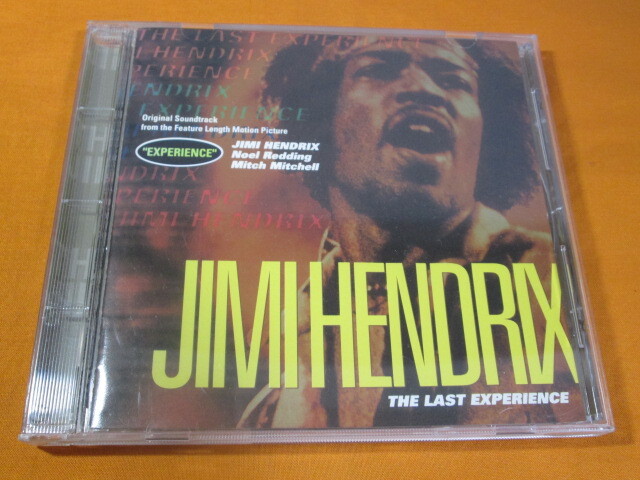 THE LAST EXPERIENCE
JIMI HENDRIX
EXPERIENCE
HENDRIX
EXPERIENCE
Original Soundtrack
from the Feature Length Motion Picture
"EXPERIENCE"
JIMI HENDRIX
Noel Redding
Mitch Mitchell
HENDRIX
EXPERIENCE
JIMI HENDRIX
JIMI HENDRIX
THE LAST EXPERIENCE